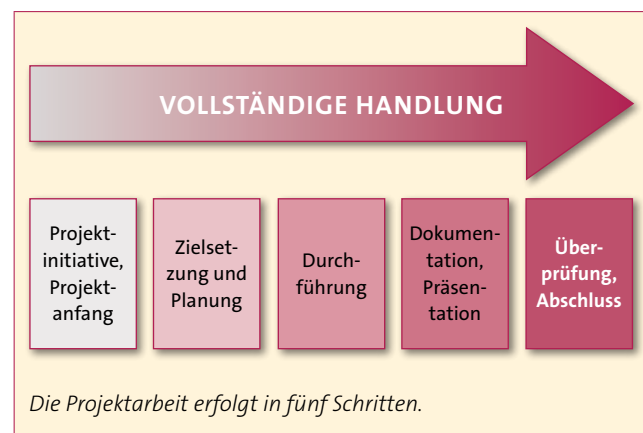 VOLLSTÄNDIGE HANDLUNG
Projekt-
initiative,
Projekt-
anfang
Zielset-
zung und
Planung
Durch-
führung
Dokumen-
tation,
Präsen-
tation
Über-
prüfung,
Abschluss
Die Projektarbeit erfolgt in fünf Schritten.